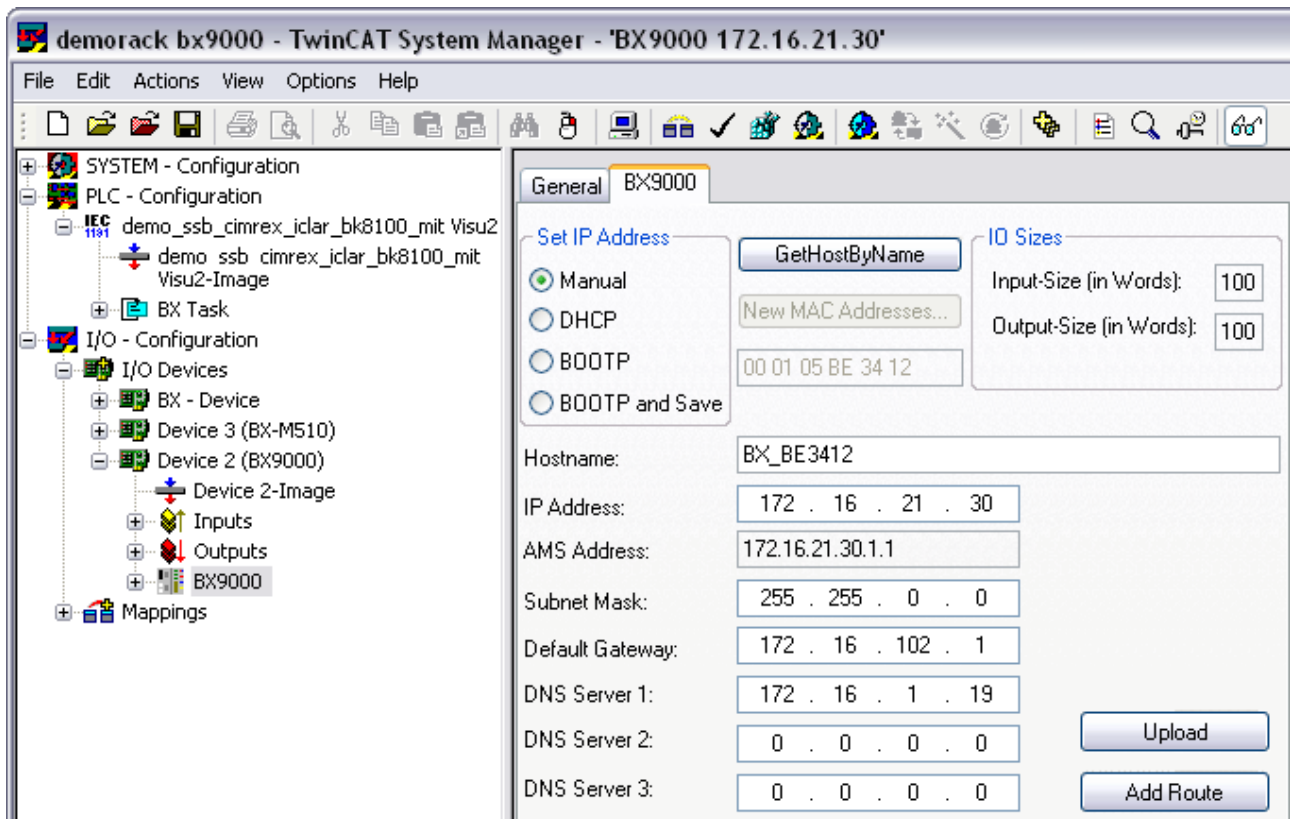 demorack bx9000 - TwinCAT System Manager - 'BX9000 172.16.21.30'
File Edit Actions View Options Help
SYSTEM - Configuration
PLC - Configuration
IEC 1131 demo_ssb_cimrex_iclar_bk8100_mit Visu2
demo_ssb_cimrex_iclar_bk8100_mit
Visu2-Image
BX Task
I/O - Configuration
I/O Devices
BX - Device
Device 3 (BX-M510)
Device 2 (BX9000)
Device 2-Image
Inputs
Outputs
BX9000
Mappings
General BX9000
Set IP Address
Manual
DHCP
BOOTP
BOOTP and Save
GetHostByName
New MAC Addresses...
00 01 05 BE 34 12
IO Sizes
Input-Size (in Words): 100
Output-Size (in Words): 100
Hostname: BX_BE3412
IP Address: 172 . 16 . 21 . 30
AMS Address: 172.16.21.30.1.1
Subnet Mask: 255 . 255 . 0 . 0
Default Gateway: 172 . 16 . 102 . 1
DNS Server 1: 172 . 16 . 1 . 19
DNS Server 2: 0 . 0 . 0 . 0
DNS Server 3: 0 . 0 . 0 . 0
Upload
Add Route